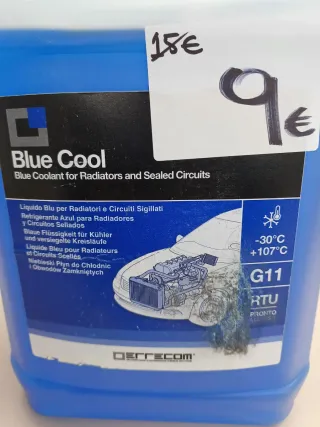 18€
9€
Blue Cool
Blue Coolant for Radiators and Sealed Circuits
Liquido Blu per Radiatori e Circuiti Sigillati
Refrigerante Azul para Radiadores
y Circuitos Sellados
Blaue Flüssigkeit für Kühler
und versiegelte Kreisläufe
Liquide Bleu pour Radiateurs
et Circuits Scellés
Niebieski Płyn do Chłodnic
i Obwodów Zamkniętych
-30°C
+107°C
G11
RTU
PRONTO
ERRECOM